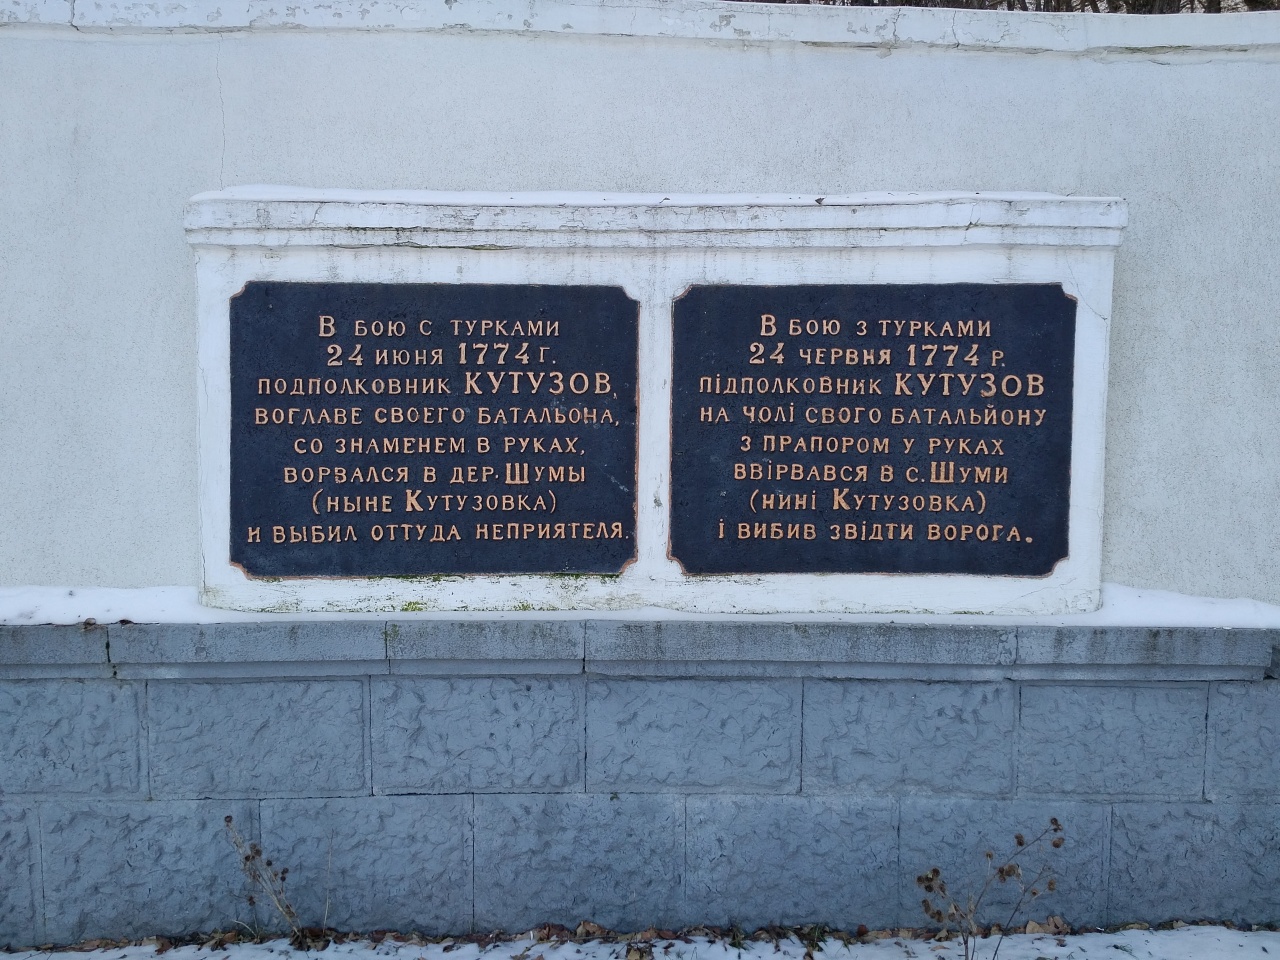 В БОЮ С ТУРКАМИ
24 ИЮНЯ 1774 Г.
ПОДПОЛКОВНИК КУТУЗОВ,
ВОГЛАВЕ СВОЕГО БАТАЛЬОНА,
СО ЗНАМЕНЕМ В РУКАХ,
ВОРВАЛСЯ В ДЕР. ШУМЫ
(НЫНЕ КУТУЗОВКА)
И ВЫБИЛ ОТТУДА НЕПРИЯТЕЛЯ.
В БОЮ З ТУРКАМИ
24 ЧЕРВНЯ 1774 Р.
ПІДПОЛКОВНИК КУТУЗОВ
НА ЧОЛІ СВОГО БАТАЛЬЙОНУ
З ПРАПОРОМ У РУКАХ
ВВІРВАВСЯ В С. ШУМИ
(НИНІ КУТУЗОВКА)
І ВИБИВ ЗВІДТИ ВОРОГА.